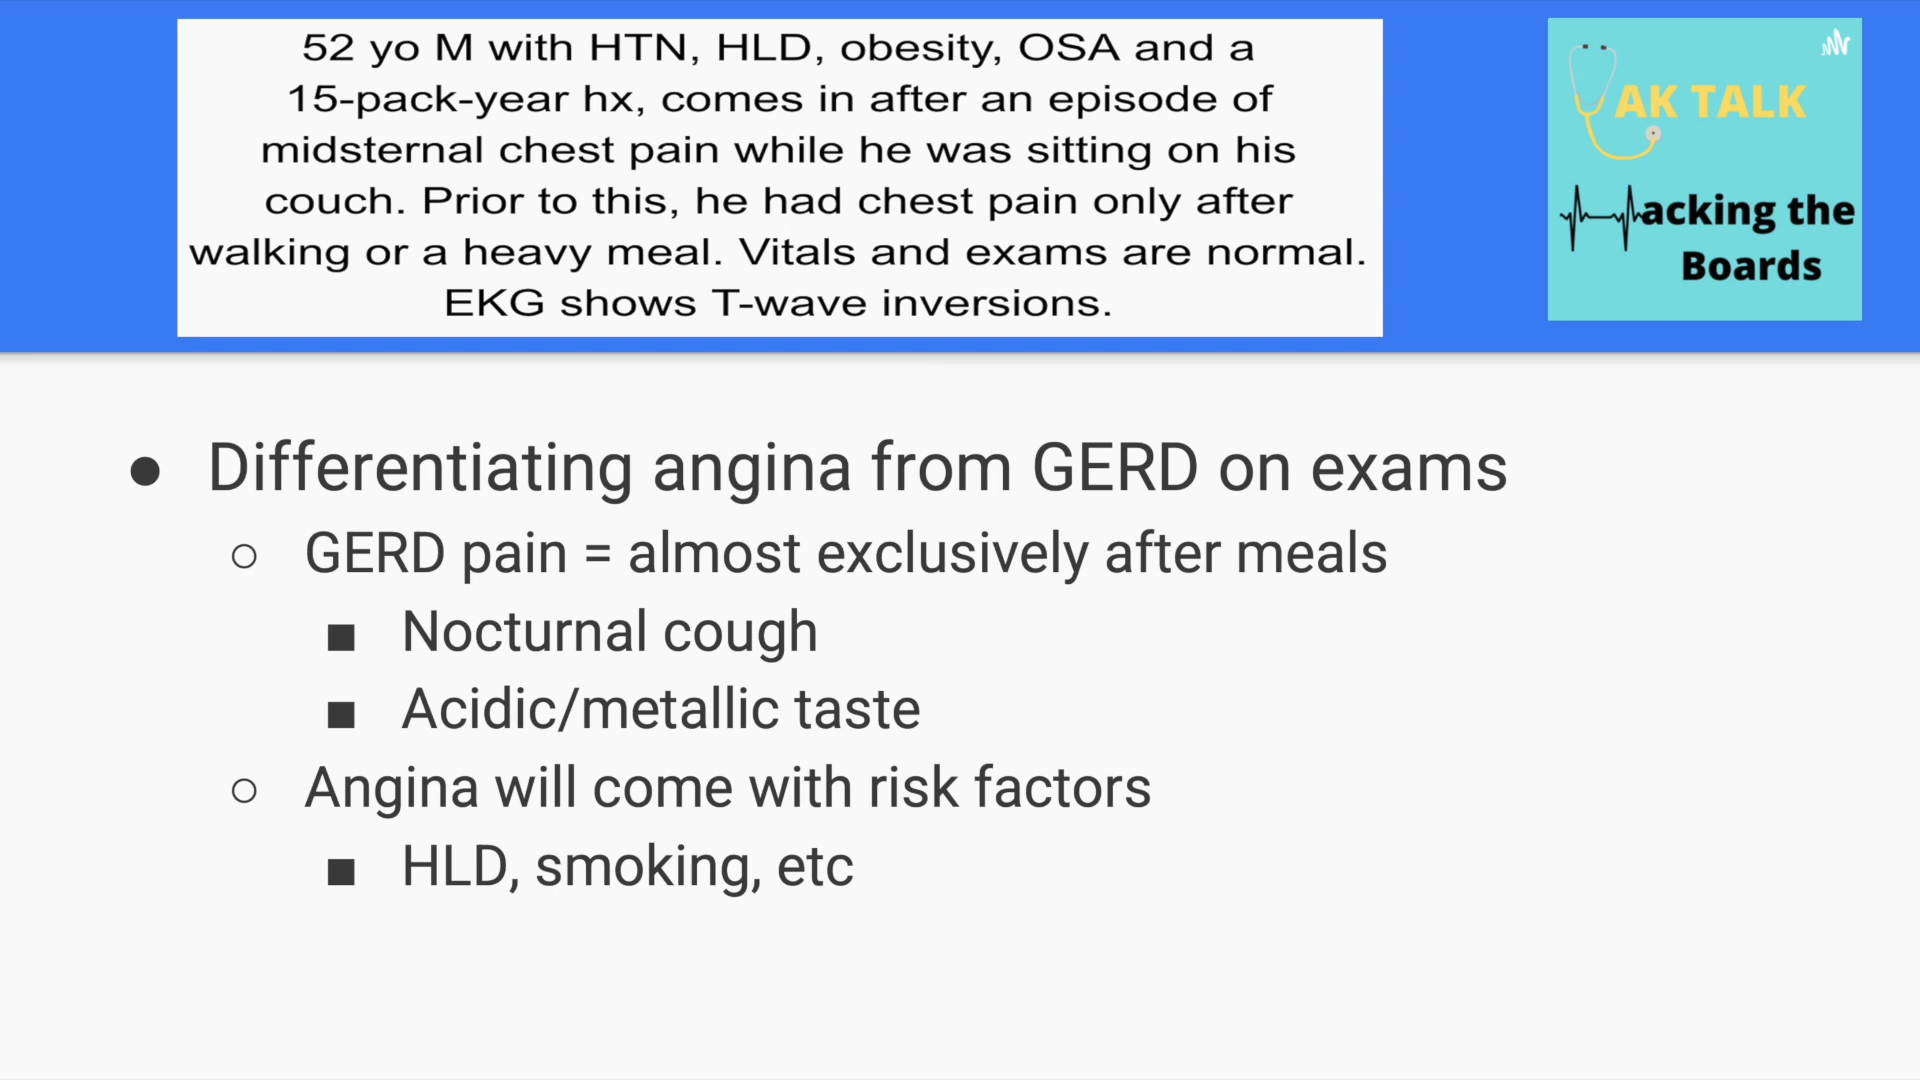 52 yo M with HTN, HLD, obesity, OSA and a
15-pack-year hx, comes in after an episode of
midsternal chest pain while he was sitting on his
couch. Prior to this, he had chest pain only after
walking or a heavy meal. Vitals and exams are normal.
EKG shows T-wave inversions.
AK TALK
acking the
Boards
● Differentiating angina from GERD on exams
○ GERD pain = almost exclusively after meals
■ Nocturnal cough
■ Acidic/metallic taste
○ Angina will come with risk factors
■ HLD, smoking, etc